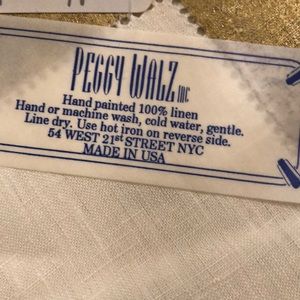 PEGGY WALZ INC
Hand painted 100% linen
Hand or machine wash, cold water, gentle.
Line dry. Use hot iron on reverse side.
54 WEST 21st STREET NYC
MADE IN USA